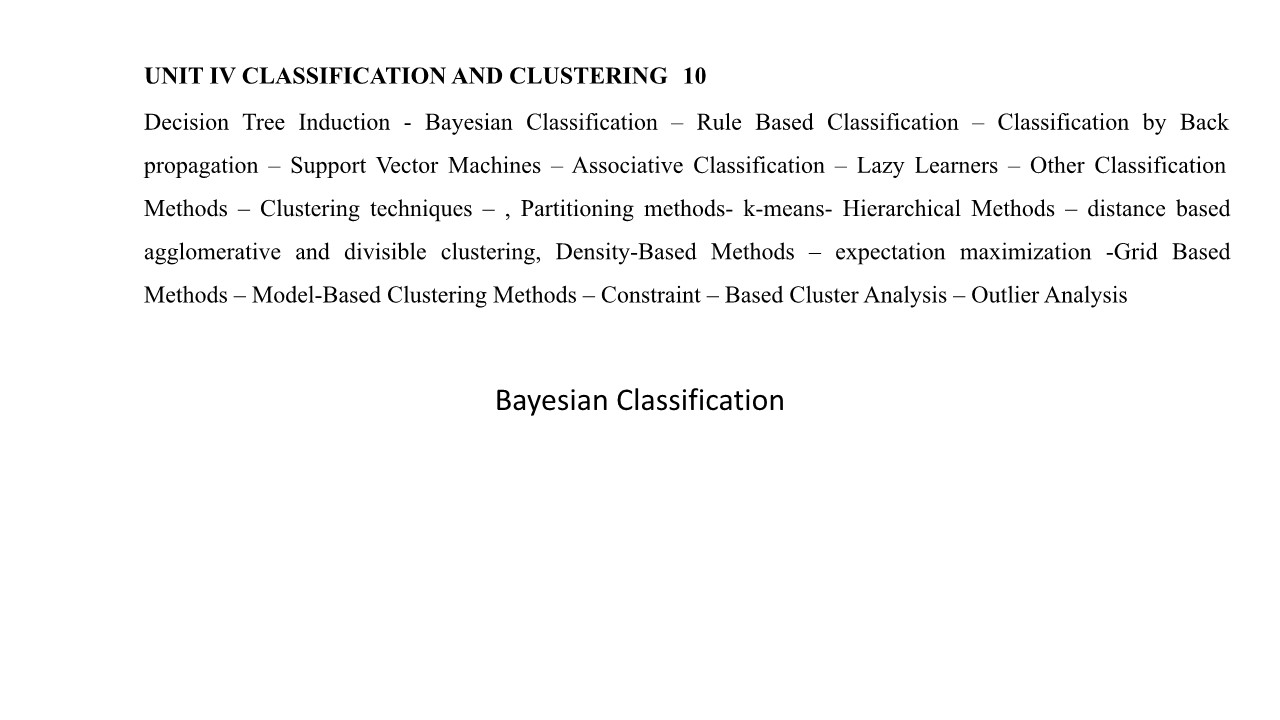 UNIT IV CLASSIFICATION AND CLUSTERING 10
Decision Tree Induction - Bayesian Classification – Rule Based Classification – Classification by Back
propagation – Support Vector Machines – Associative Classification – Lazy Learners – Other Classification
Methods – Clustering techniques – , Partitioning methods- k-means- Hierarchical Methods – distance based
agglomerative and divisible clustering, Density-Based Methods – expectation maximization -Grid Based
Methods – Model-Based Clustering Methods – Constraint – Based Cluster Analysis – Outlier Analysis
Bayesian Classification